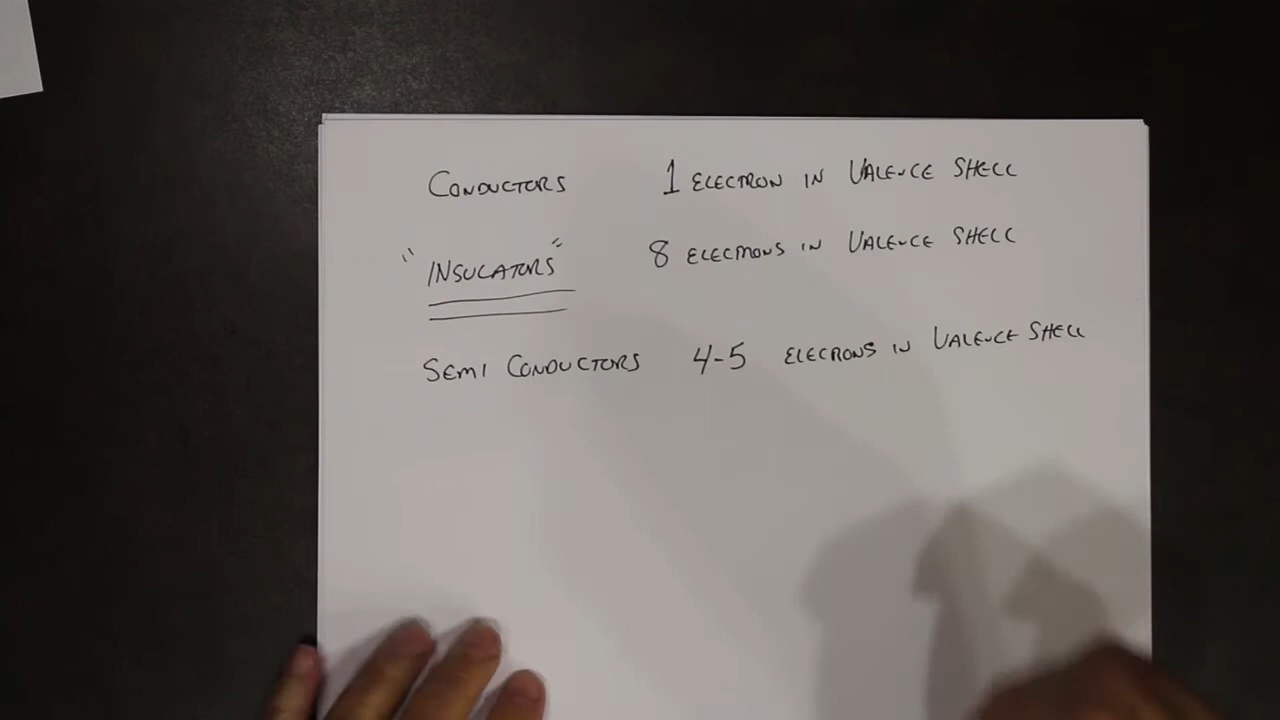 CONDUCTORS 1 ELECTRON IN VALENCE SHELL
"INSULATORS" 8 ELECTRONS IN VALENCE SHELL
SEMI CONDUCTORS 4-5 ELECRONS IN VALENCE SHELL